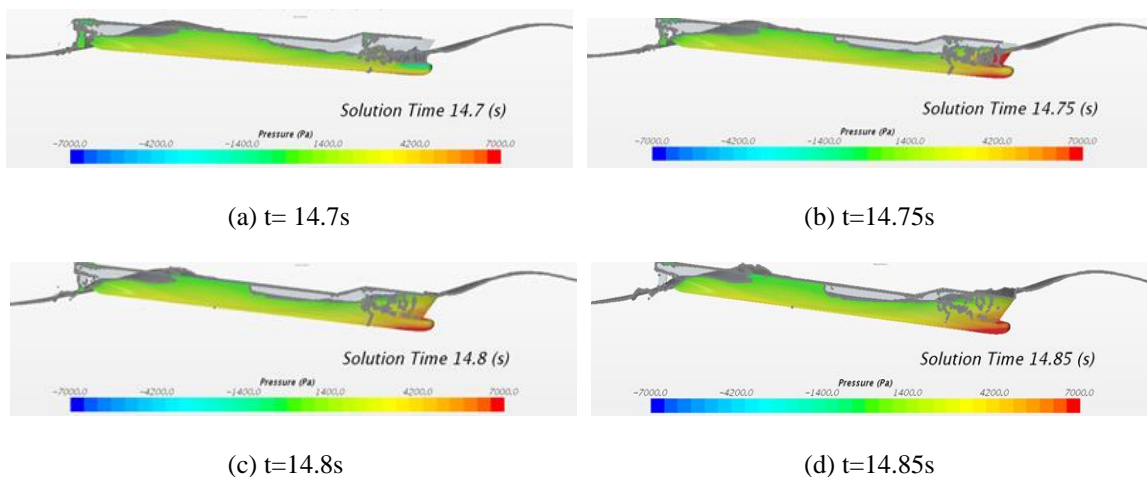 Solution Time 14.7 (s)
Pressure (Pa)
-7000.0 -4200.0 -1400.0 1400.0 4200.0 7000.0
(a) t= 14.7s
Solution Time 14.75 (s)
Pressure (Pa)
-7000.0 -4200.0 -1400.0 1400.0 4200.0 7000.0
(b) t=14.75s
Solution Time 14.8 (s)
Pressure (Pa)
-7000.0 -4200.0 -1400.0 1400.0 4200.0 7000.0
(c) t=14.8s
Solution Time 14.85 (s)
Pressure (Pa)
-7000.0 -4200.0 -1400.0 1400.0 4200.0 7000.0
(d) t=14.85s